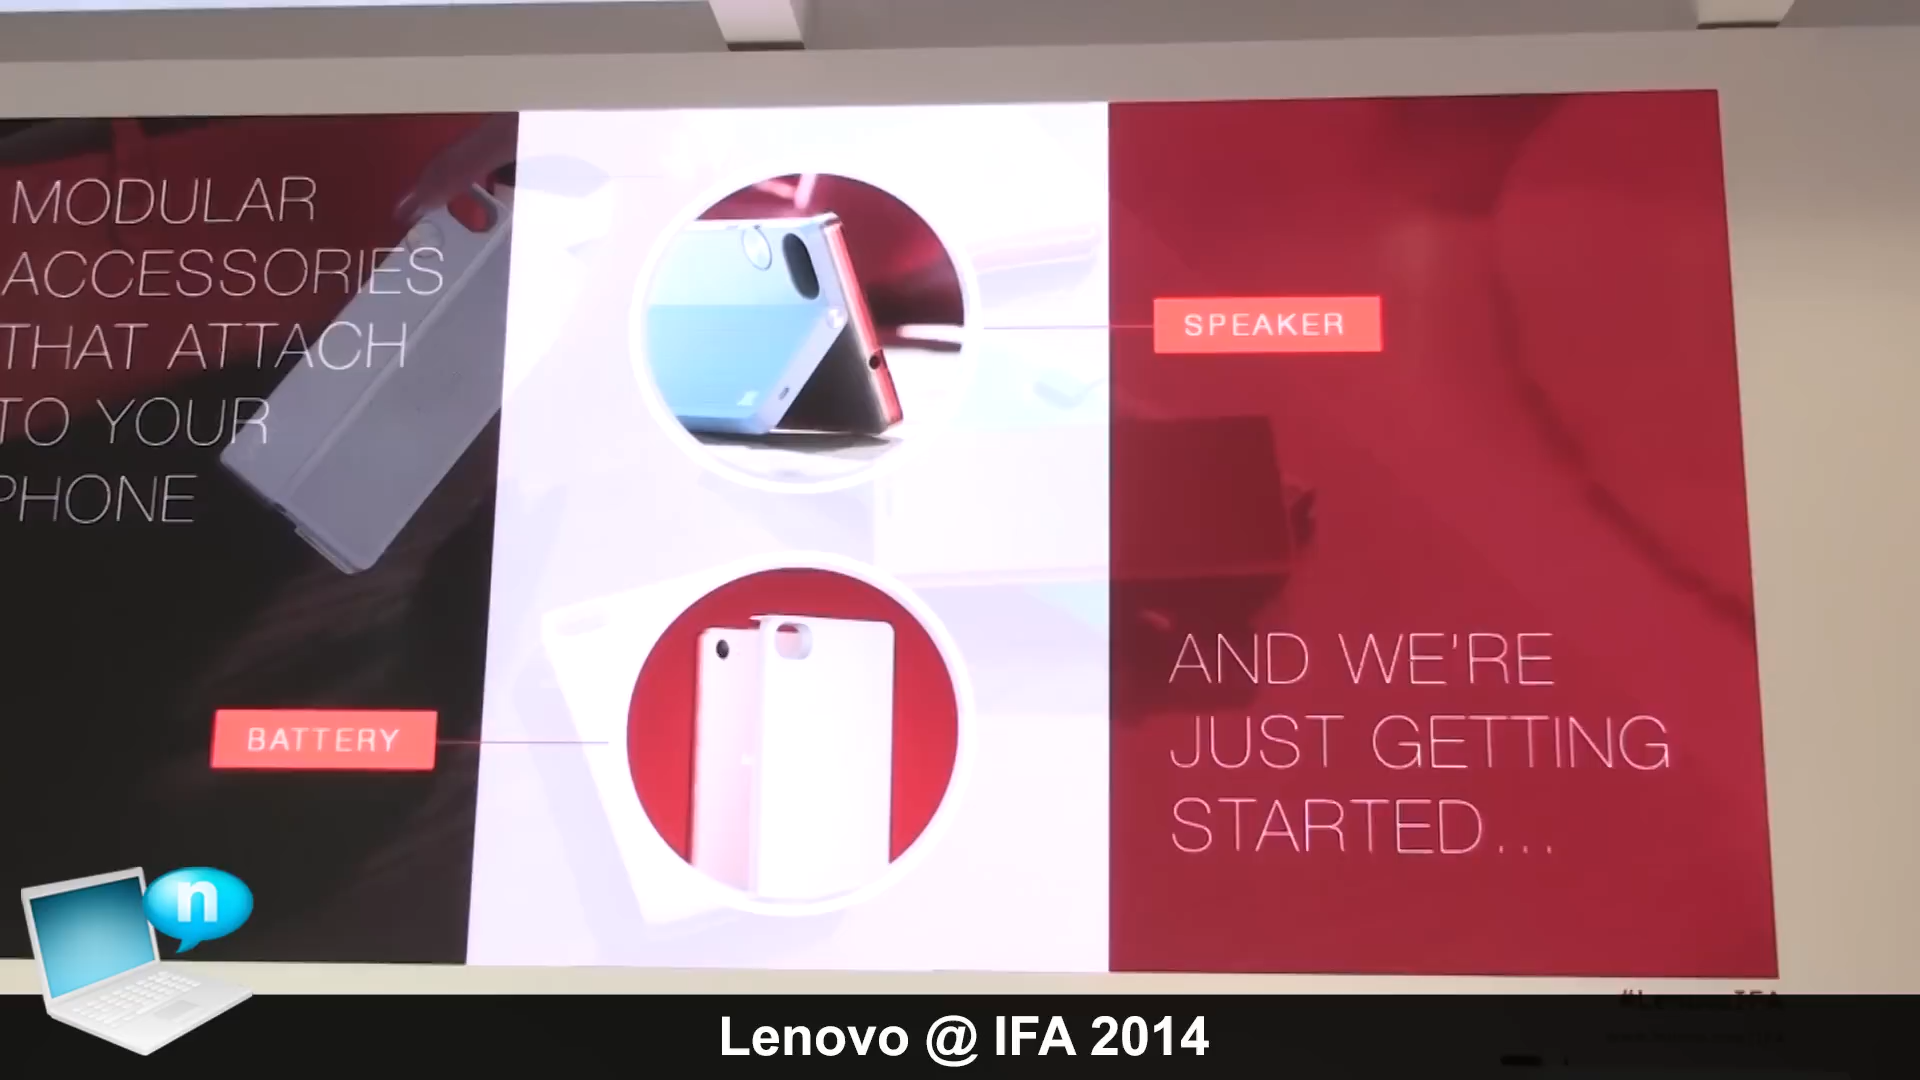 MODULAR
ACCESSORIES
THAT ATTACH
TO YOUR
PHONE
SPEAKER
BATTERY
AND WE'RE
JUST GETTING
STARTED...
n
Lenovo @ IFA 2014